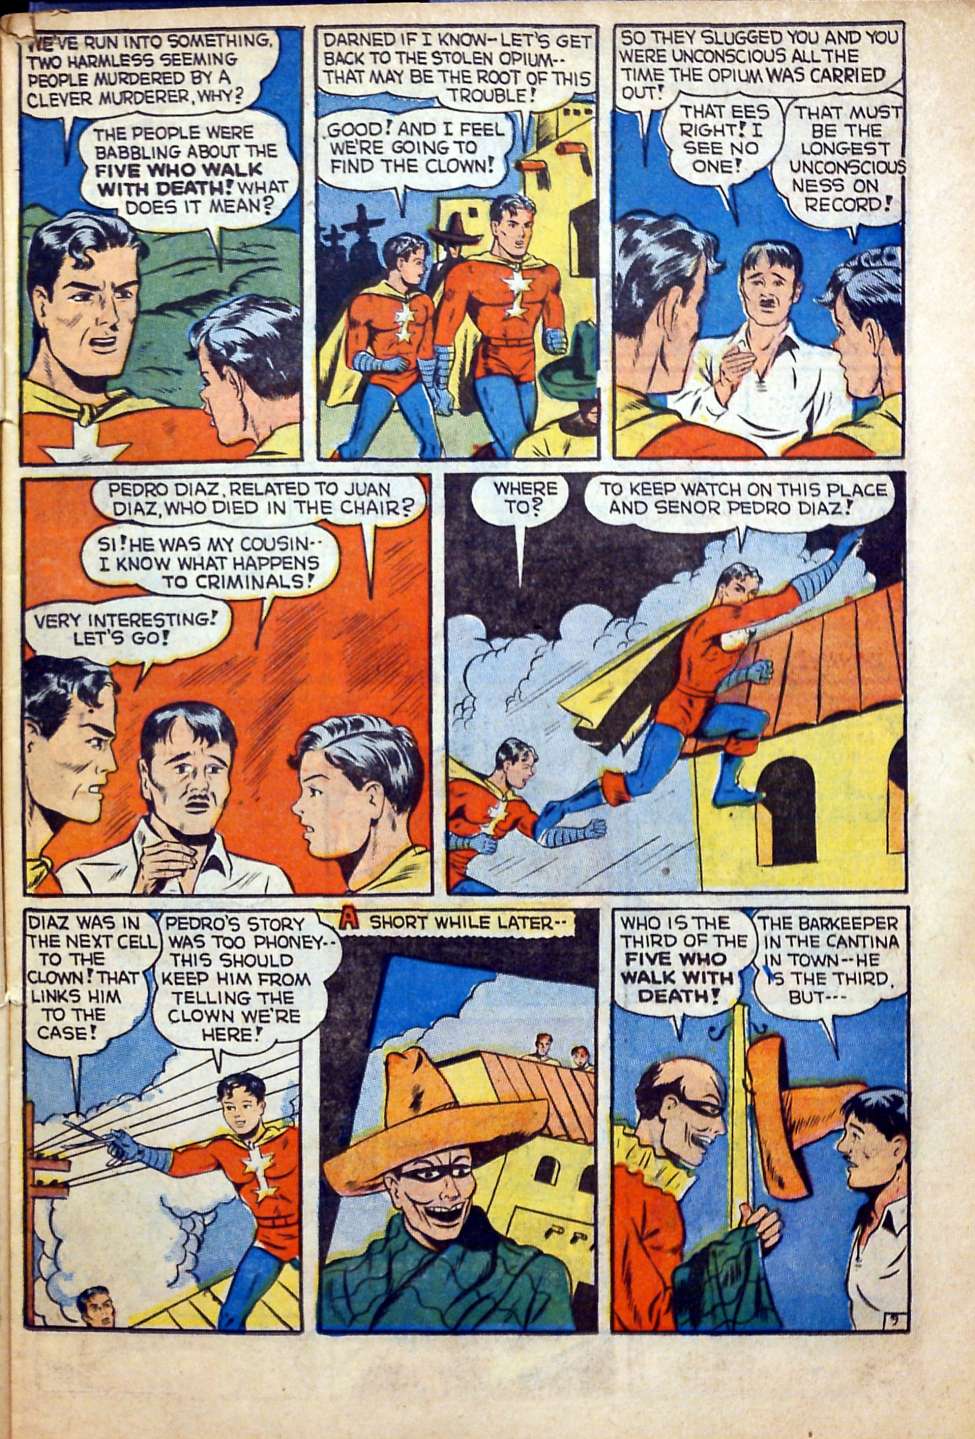 WE'VE RUN INTO SOMETHING,
TWO HARMLESS SEEMING
PEOPLE MURDERED BY A
CLEVER MURDERER, WHY?
THE PEOPLE WERE
BABBLING ABOUT THE
FIVE WHO WALK
WITH DEATH! WHAT
DOES IT MEAN?
DARNED IF I KNOW--LET'S GET
BACK TO THE STOLEN OPIUM--
THAT MAY BE THE ROOT OF THIS
TROUBLE!
GOOD! AND I FEEL
WE'RE GOING TO
FIND THE CLOWN!
SO THEY SLUGGED YOU AND YOU
WERE UNCONSCIOUS ALL THE
TIME THE OPIUM WAS CARRIED
OUT!
THAT EES
RIGHT! I
SEE NO
ONE!
THAT MUST
BE THE
LONGEST
UNCONSCIOUS
NESS ON
RECORD!
PEDRO DIAZ, RELATED TO JUAN
DIAZ, WHO DIED IN THE CHAIR?
SI! HE WAS MY COUSIN--
I KNOW WHAT HAPPENS
TO CRIMINALS!
VERY INTERESTING!
LET'S GO!
WHERE
TO?
TO KEEP WATCH ON THIS PLACE
AND SENOR PEDRO DIAZ!
DIAZ WAS IN
THE NEXT CELL
TO THE
CLOWN! THAT
LINKS HIM
TO THE
CASE!
PEDRO'S STORY
WAS TOO PHONEY--
THIS SHOULD
KEEP HIM FROM
TELLING THE
CLOWN WE'RE
HERE!
A SHORT WHILE LATER--
WHO IS THE
THIRD OF THE
FIVE WHO
WALK WITH
DEATH!
THE BARKEEPER
IN THE CANTINA
IN TOWN--HE
IS THE THIRD,
BUT---
9